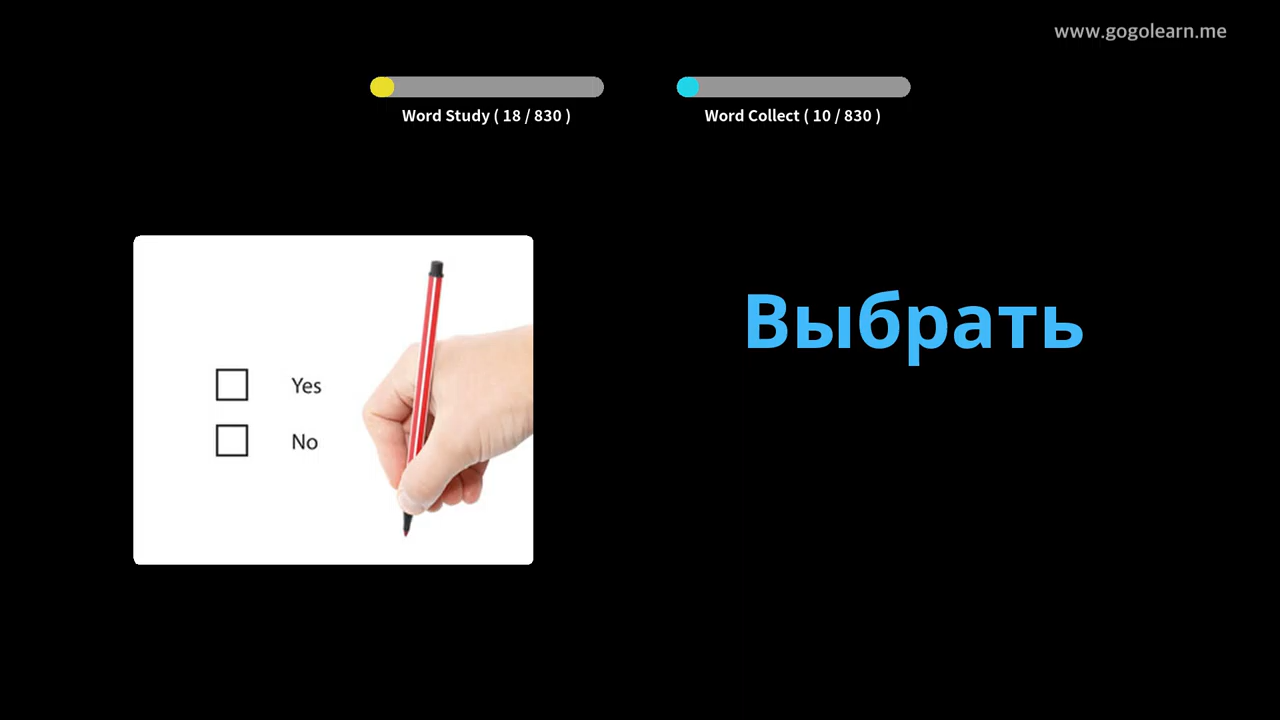 www.gogolearn.me
Word Study ( 18 / 830 )
Word Collect ( 10 / 830 )
Yes
No
Выбрать